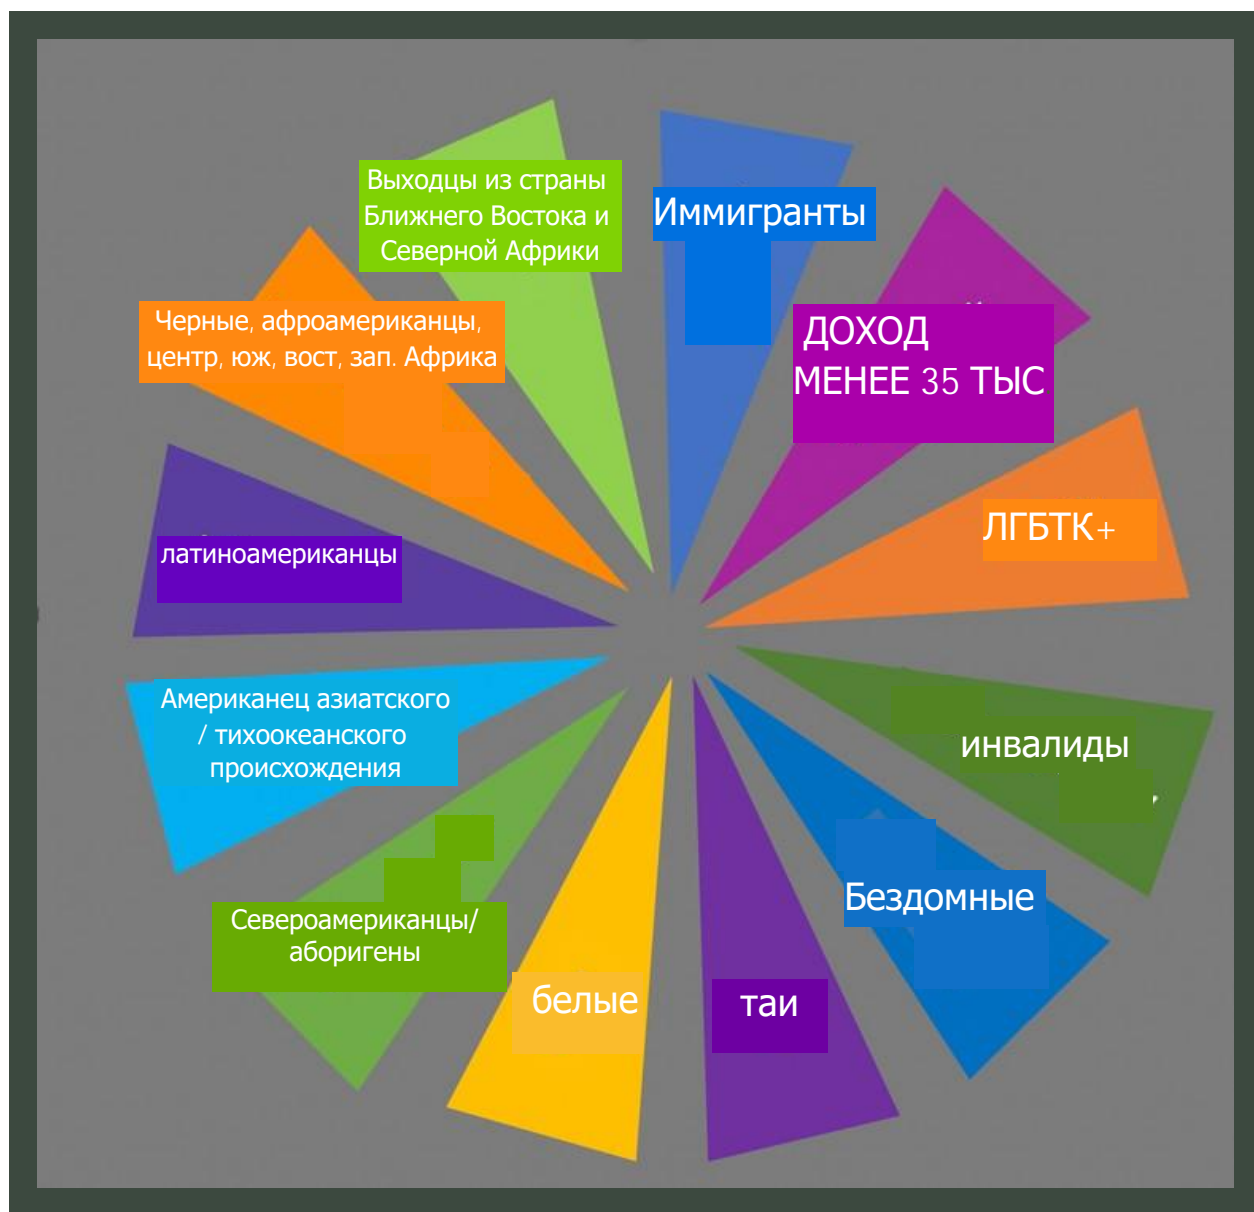 Выходцы из страны
Ближнего Востока и
Северной Африки
Иммигранты
ДОХОД
МЕНЕЕ 35 ТЫС
Черные, афроамериканцы,
центр, юж, вост, зап. Африка
ЛГБТК+
латиноамериканцы
Американец азиатского
/ тихоокеанского
происхождения
инвалиды
Бездомные
Североамериканцы/
аборигены
белые
таи